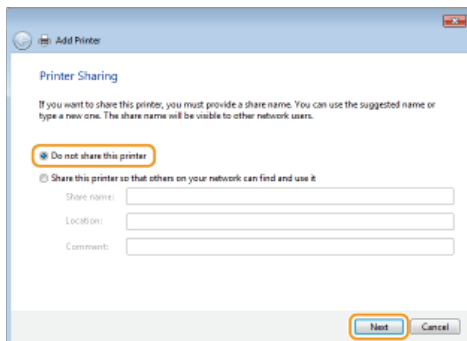 Add Printer
Printer Sharing
If you want to share this printer, you must provide a share name. You can use the suggested name or
type a new one. The share name will be visible to other network users.
Do not share this printer
Share this printer so that others on your network can find and use it
Share name:
Location:
Comment:
Next
Cancel